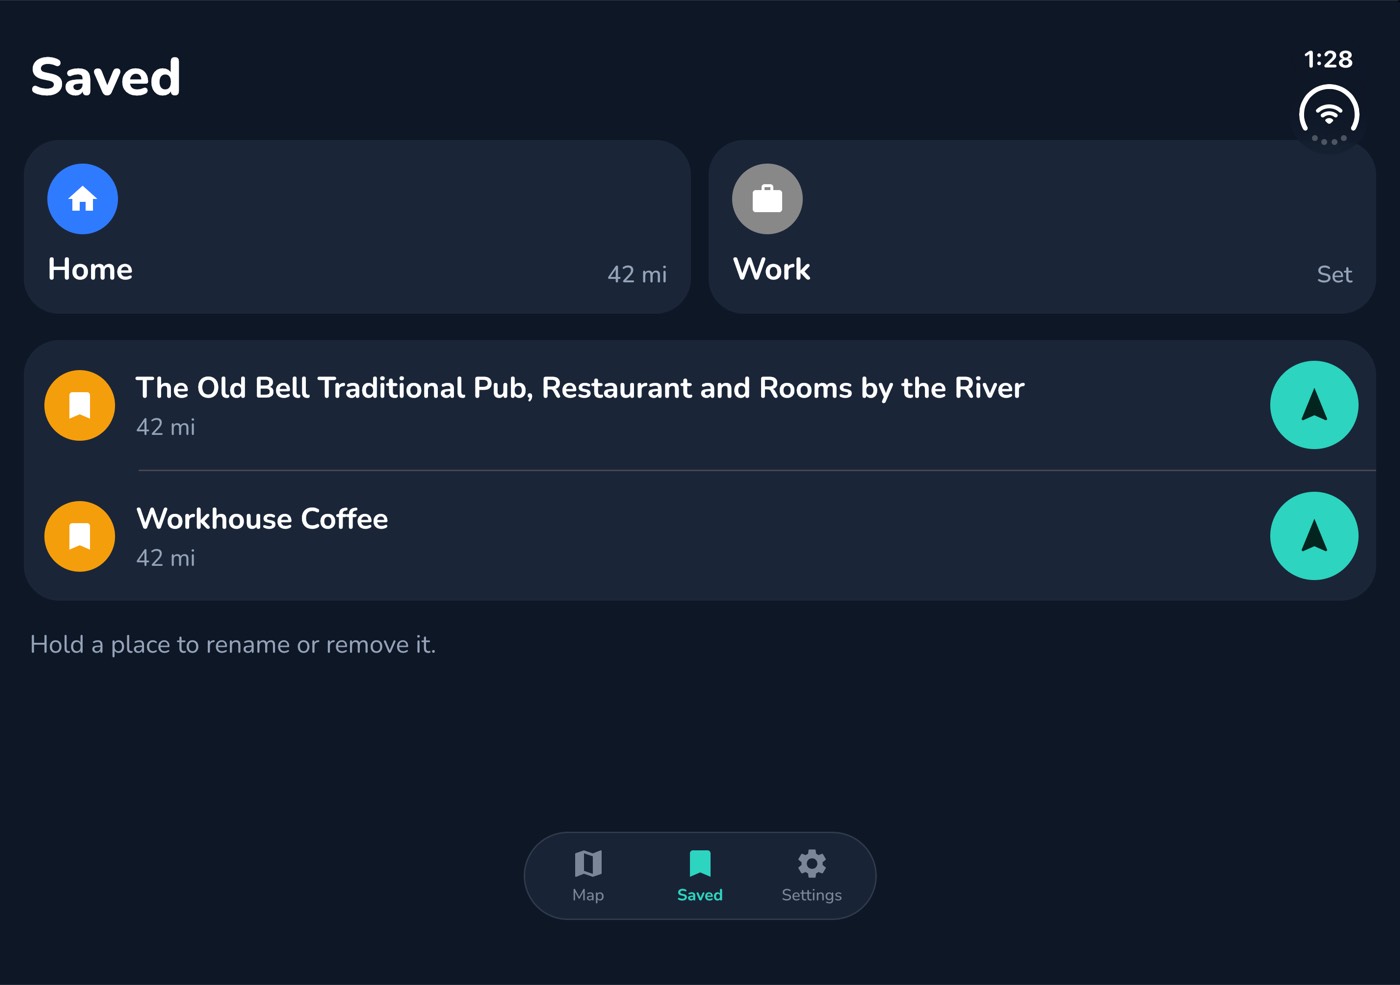 Saved
1:28
Home
42 mi
Work
Set
The Old Bell Traditional Pub, Restaurant and Rooms by the River
42 mi
Workhouse Coffee
42 mi
Hold a place to rename or remove it.
Map
Saved
Settings